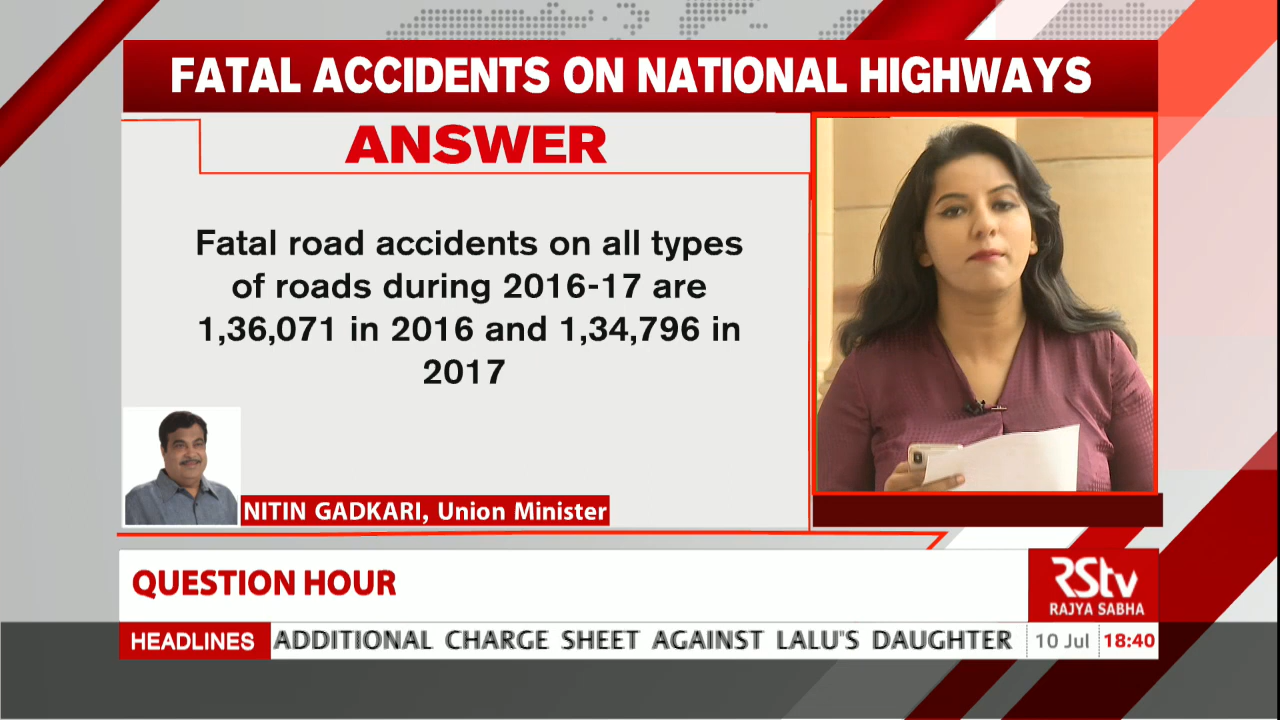 FATAL ACCIDENTS ON NATIONAL HIGHWAYS
ANSWER
Fatal road accidents on all types
of roads during 2016-17 are
1,36,071 in 2016 and 1,34,796 in
2017
NITIN GADKARI, Union Minister
QUESTION HOUR
RStv
RAJYA SABHA
HEADLINES ADDITIONAL CHARGE SHEET AGAINST LALU"S DAUGHTER 10 Jul 18:40